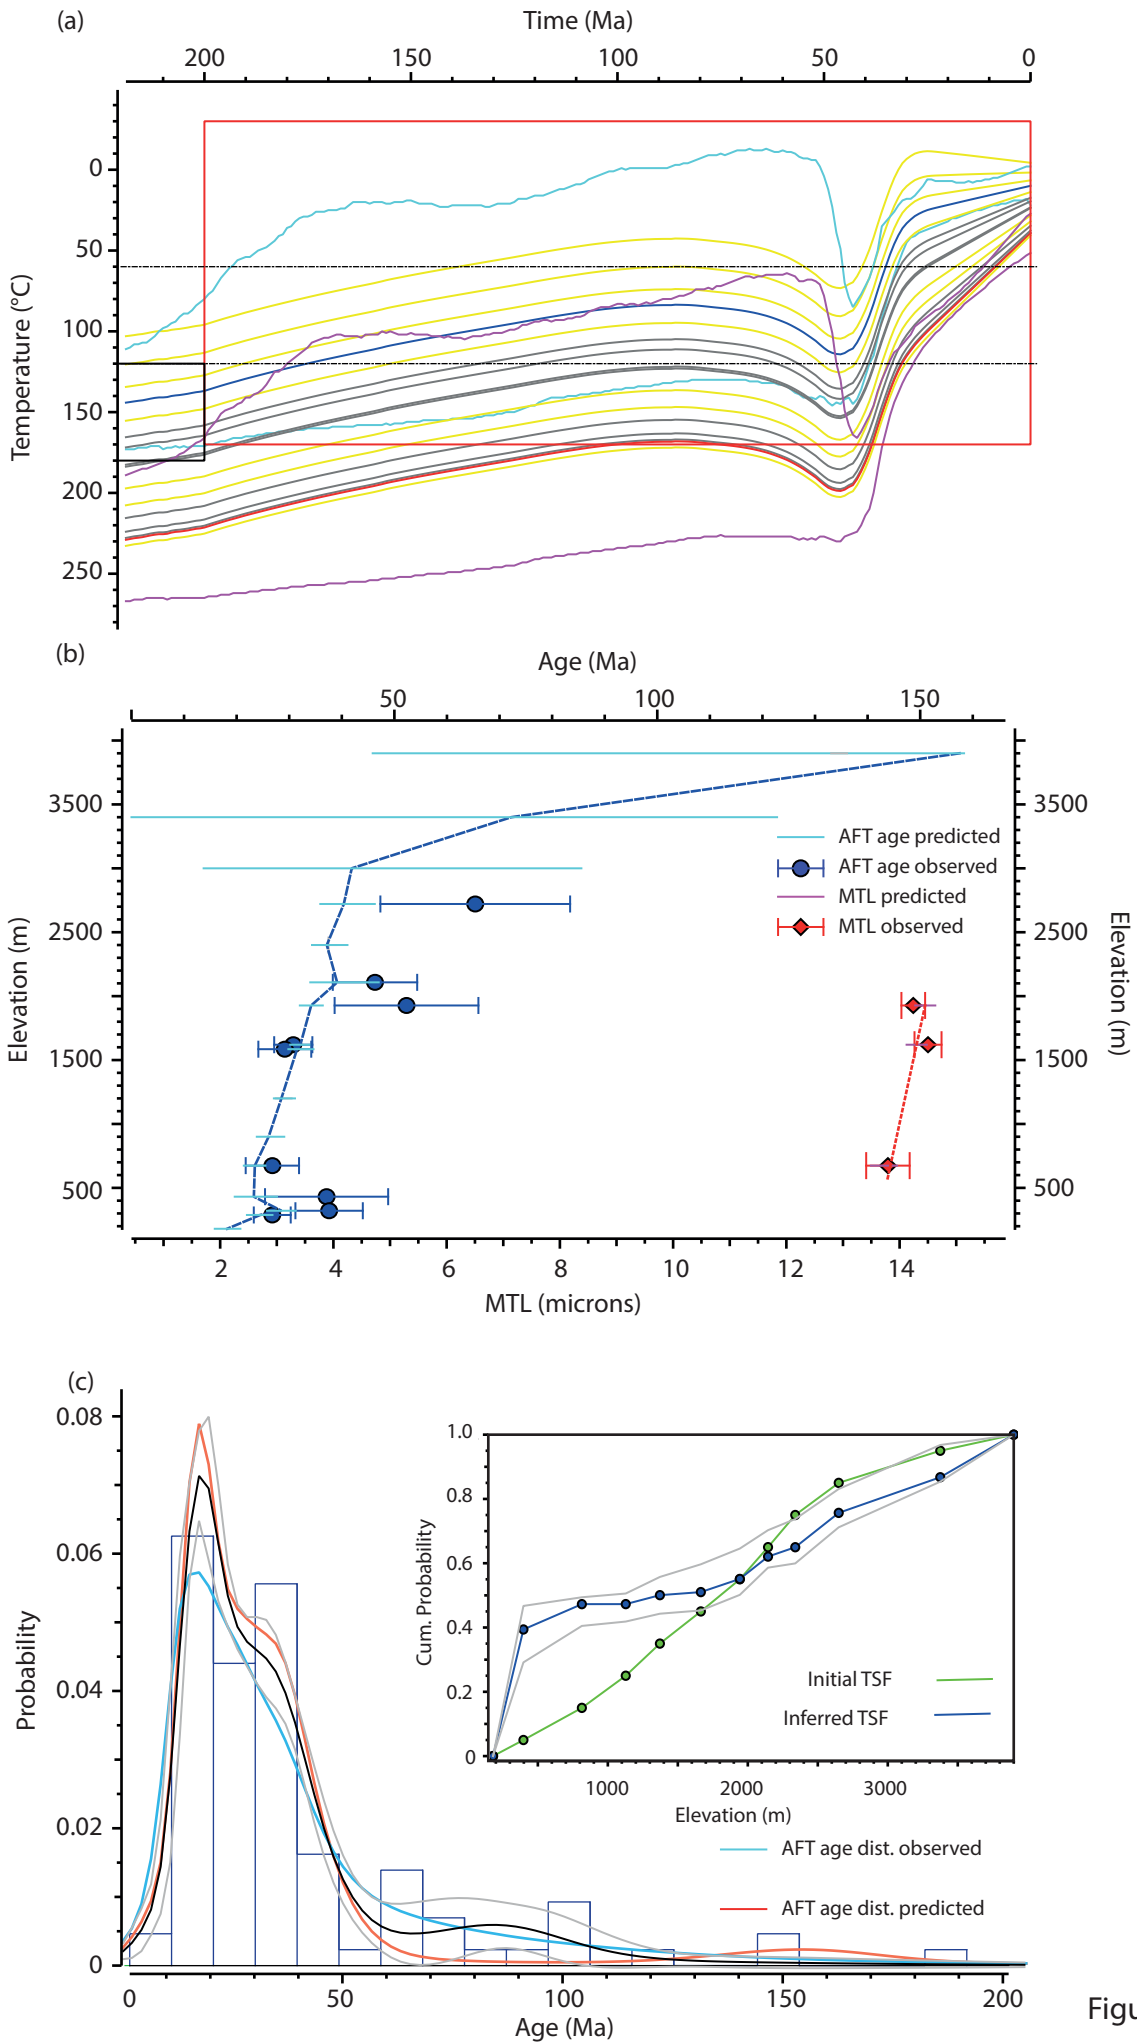 (a)
Time (Ma)
200 150 100 50 0
Temperature (°C)
0
50
100
150
200
250
(b)
Age (Ma)
50 100 150
Elevation (m)
3500
2500
1500
500
AFT age predicted
AFT age observed
MTL predicted
MTL observed
3500
2500
1500
500
Elevation (m)
2 4 6 8 10 12 14
MTL (microns)
(c)
Probability
0.08
0.06
0.04
0.02
0
Cum. Probability
1.0
0.8
0.6
0.4
0.2
0
Initial TSF
Inferred TSF
1000 2000 3000
Elevation (m)
AFT age dist. observed
AFT age dist. predicted
0 50 100 150 200
Age (Ma)
Figu